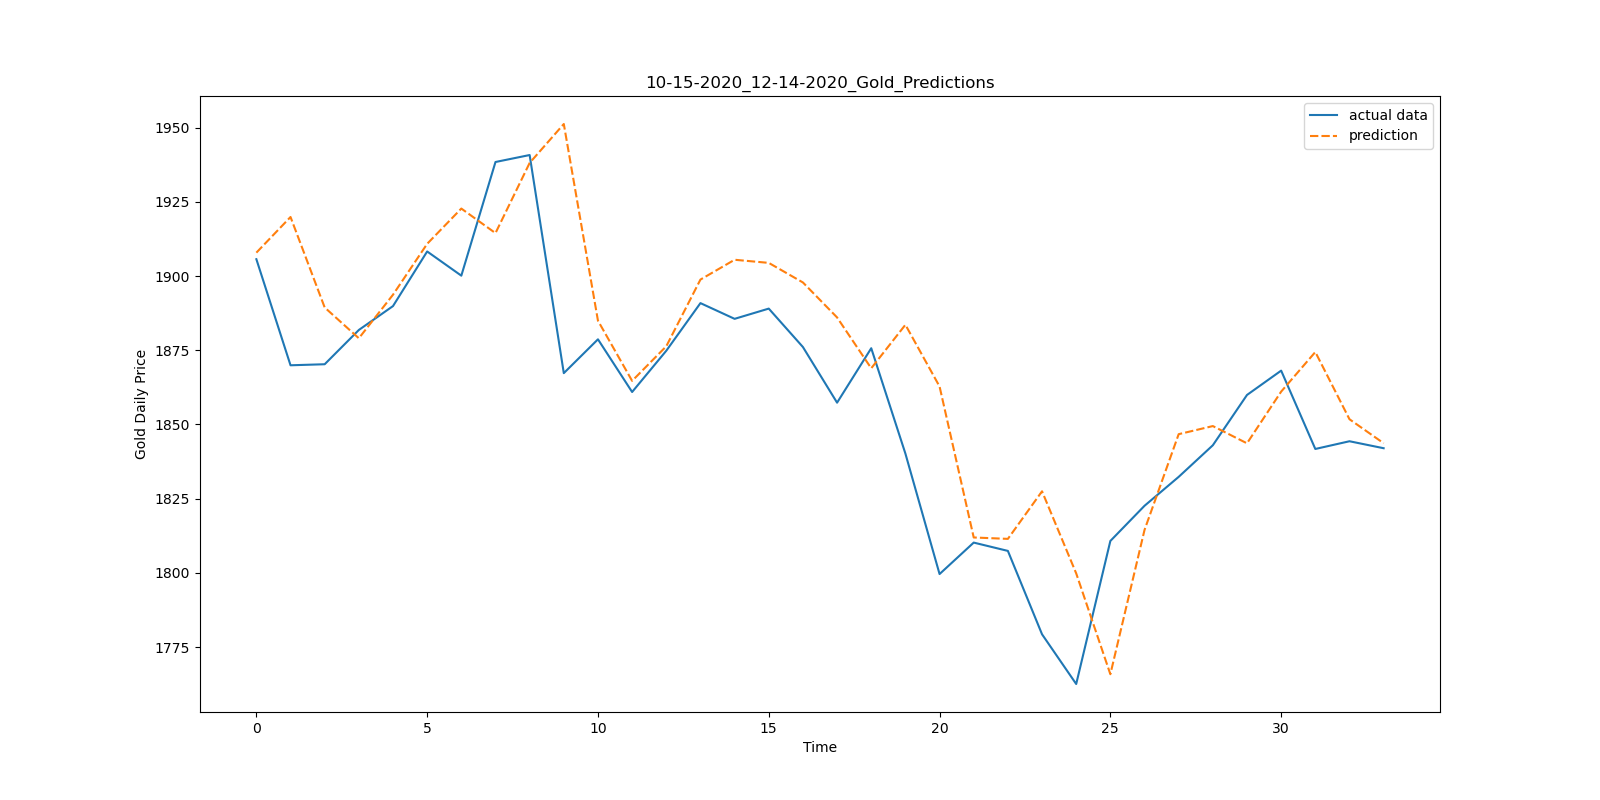 10-15-2020_12-14-2020_Gold_Predictions
actual data
prediction
Gold Daily Price
1950
1925
1900
1875
1850
1825
1800
1775
0 5 10 15 20 25 30
Time